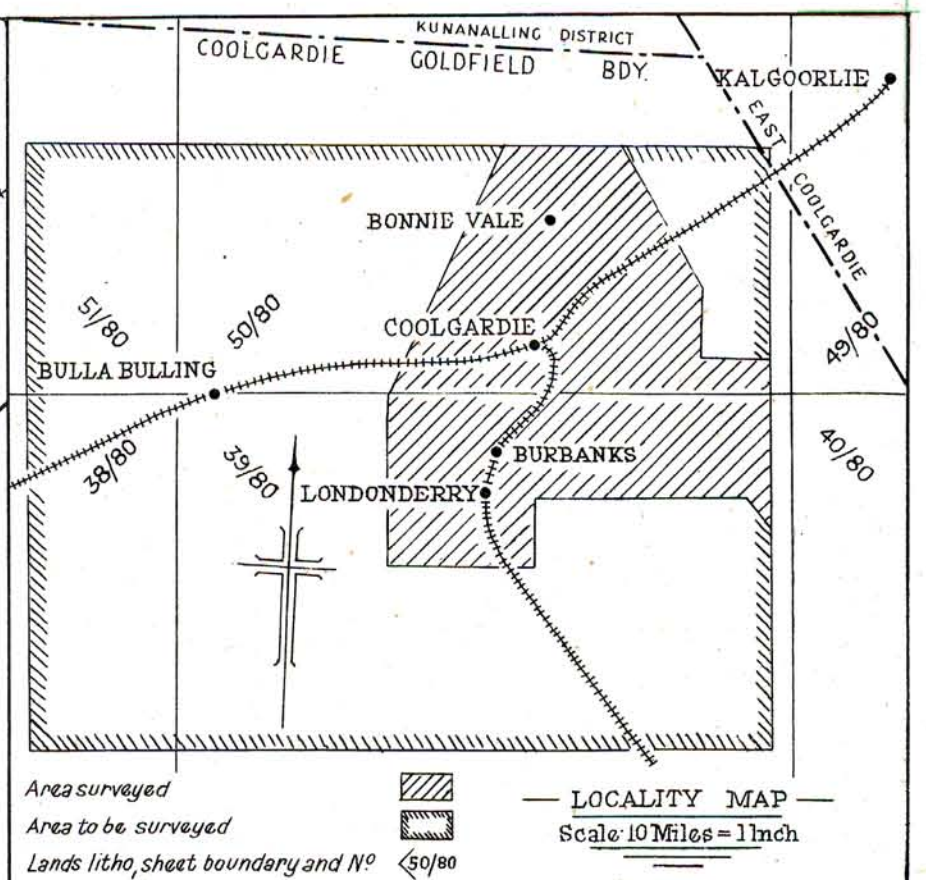 KUNANALLING DISTRICT
COOLGARDIE GOLDFIELD BDY.
KALGOORLIE
EAST COOLGARDIE
BONNIE VALE
51/80
50/80
COOLGARDIE
49/80
BULLA BULLING
38/80
39/80
BURBANKS
40/80
LONDONDERRY
Area surveyed
Area to be surveyed
Lands litho, sheet boundary and Nº <50/80
LOCALITY MAP
Scale 10 Miles = 1 Inch